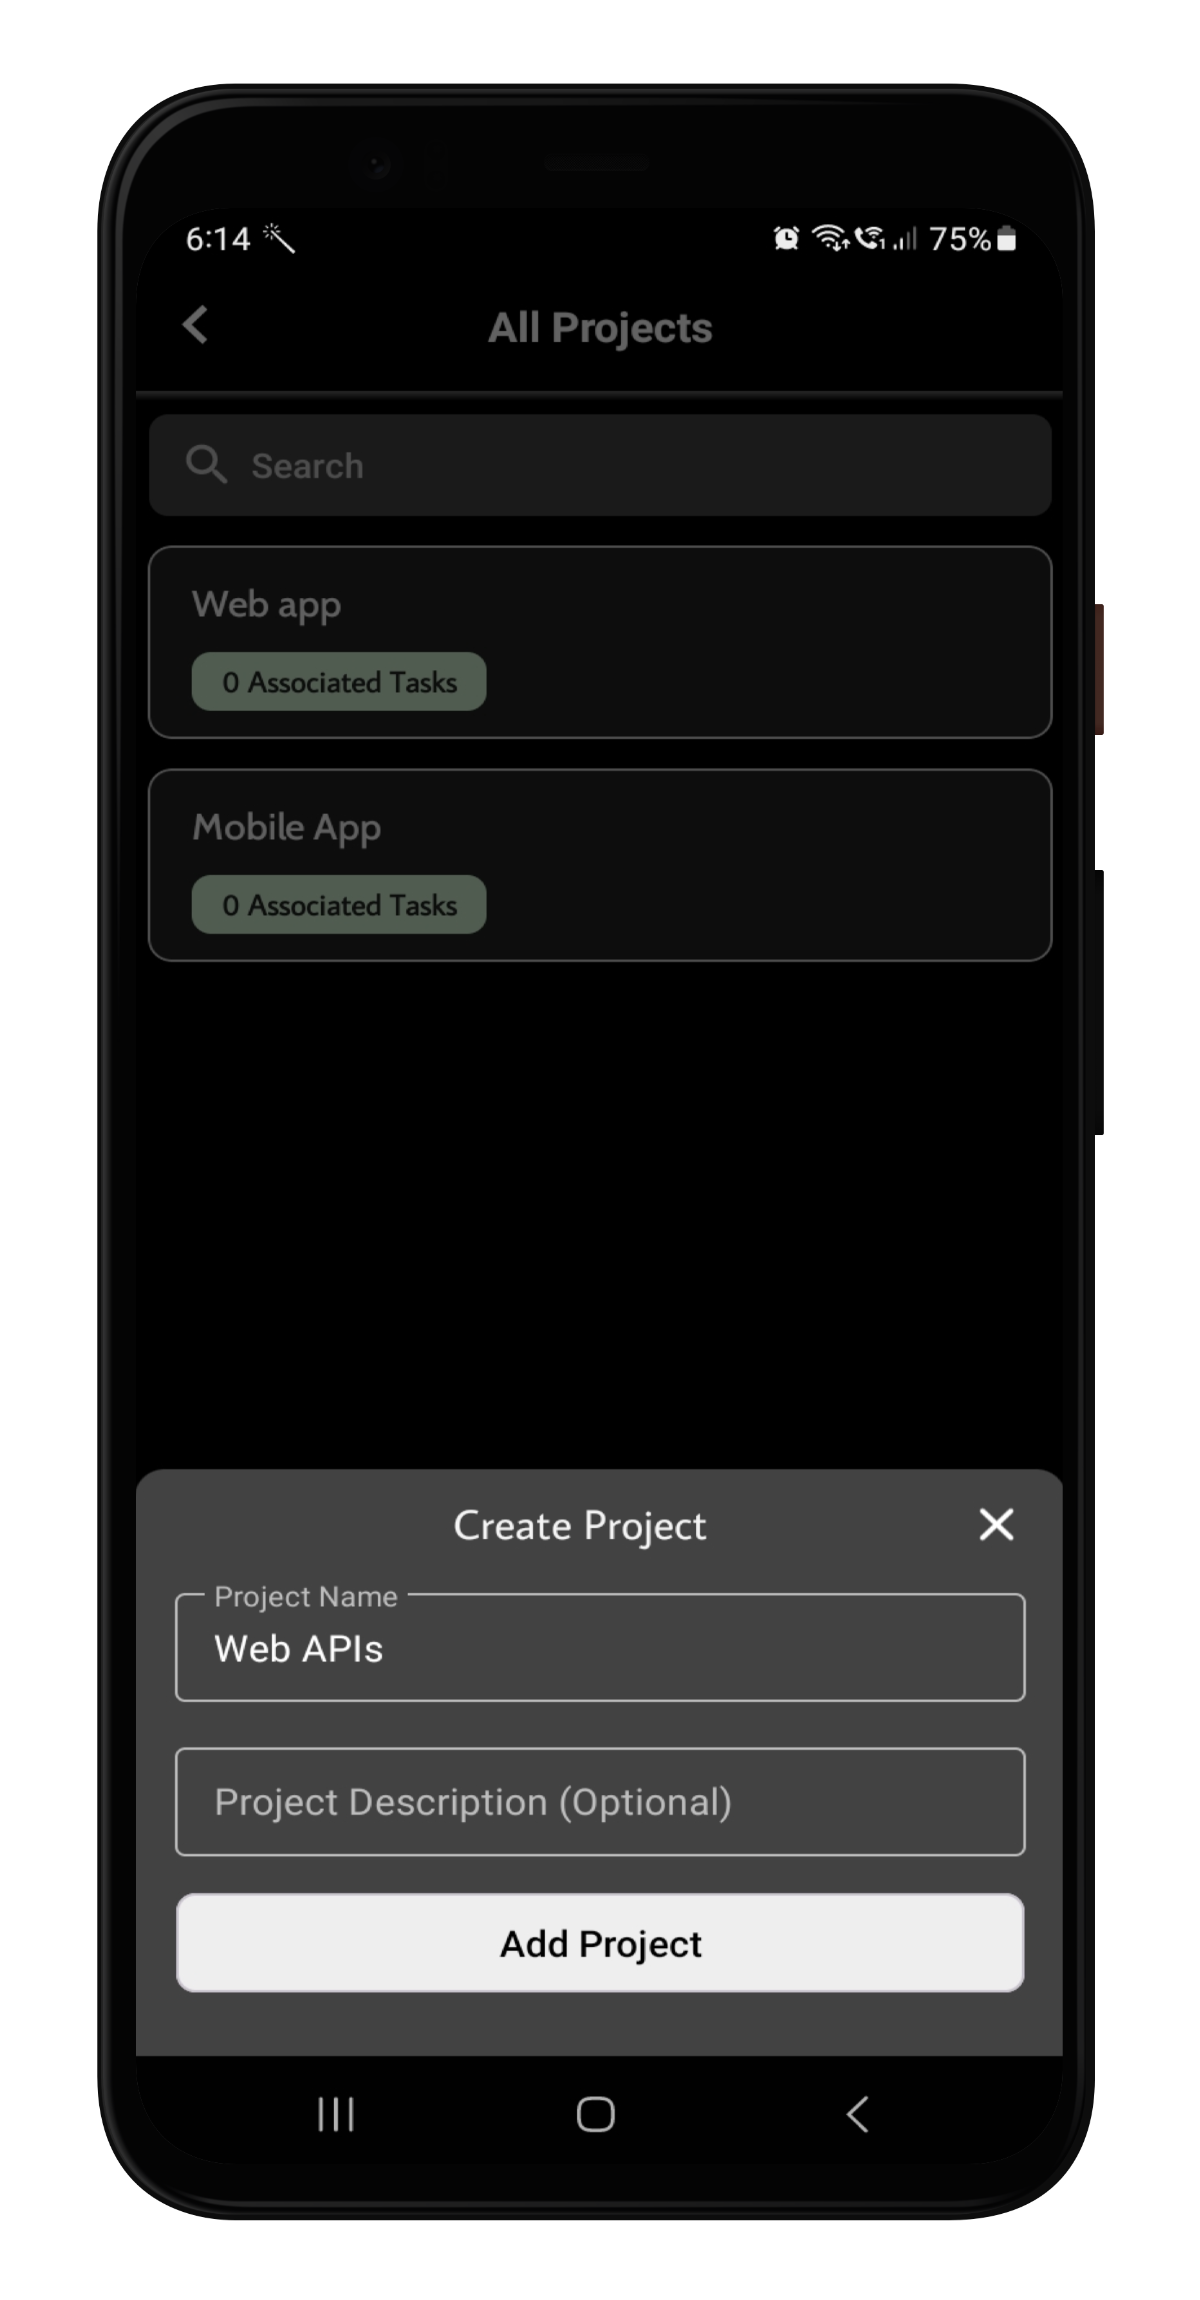 6:14 75%
All Projects
Search
Web app
0 Associated Tasks
Mobile App
0 Associated Tasks
Create Project
Project Name
Web APIs
Project Description (Optional)
Add Project